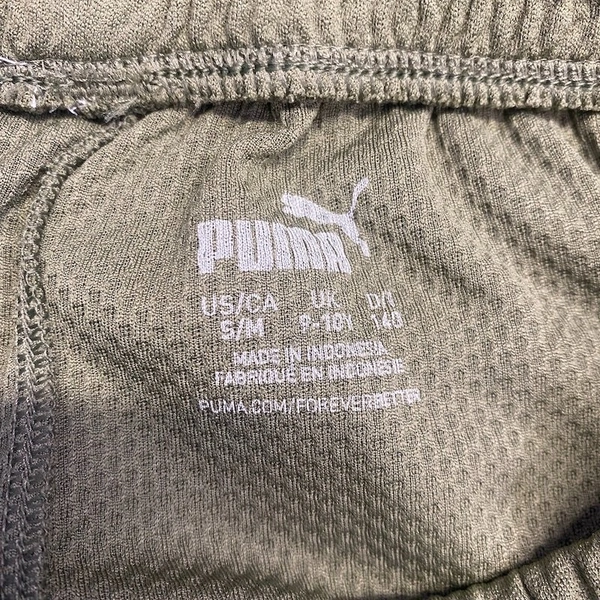 PUMA
US/CA UK D/I
S/M 9-10Y 140
MADE IN INDONESIA
FABRIQUE EN INDONESIE
PUMA.COM/FOREVERBETTER